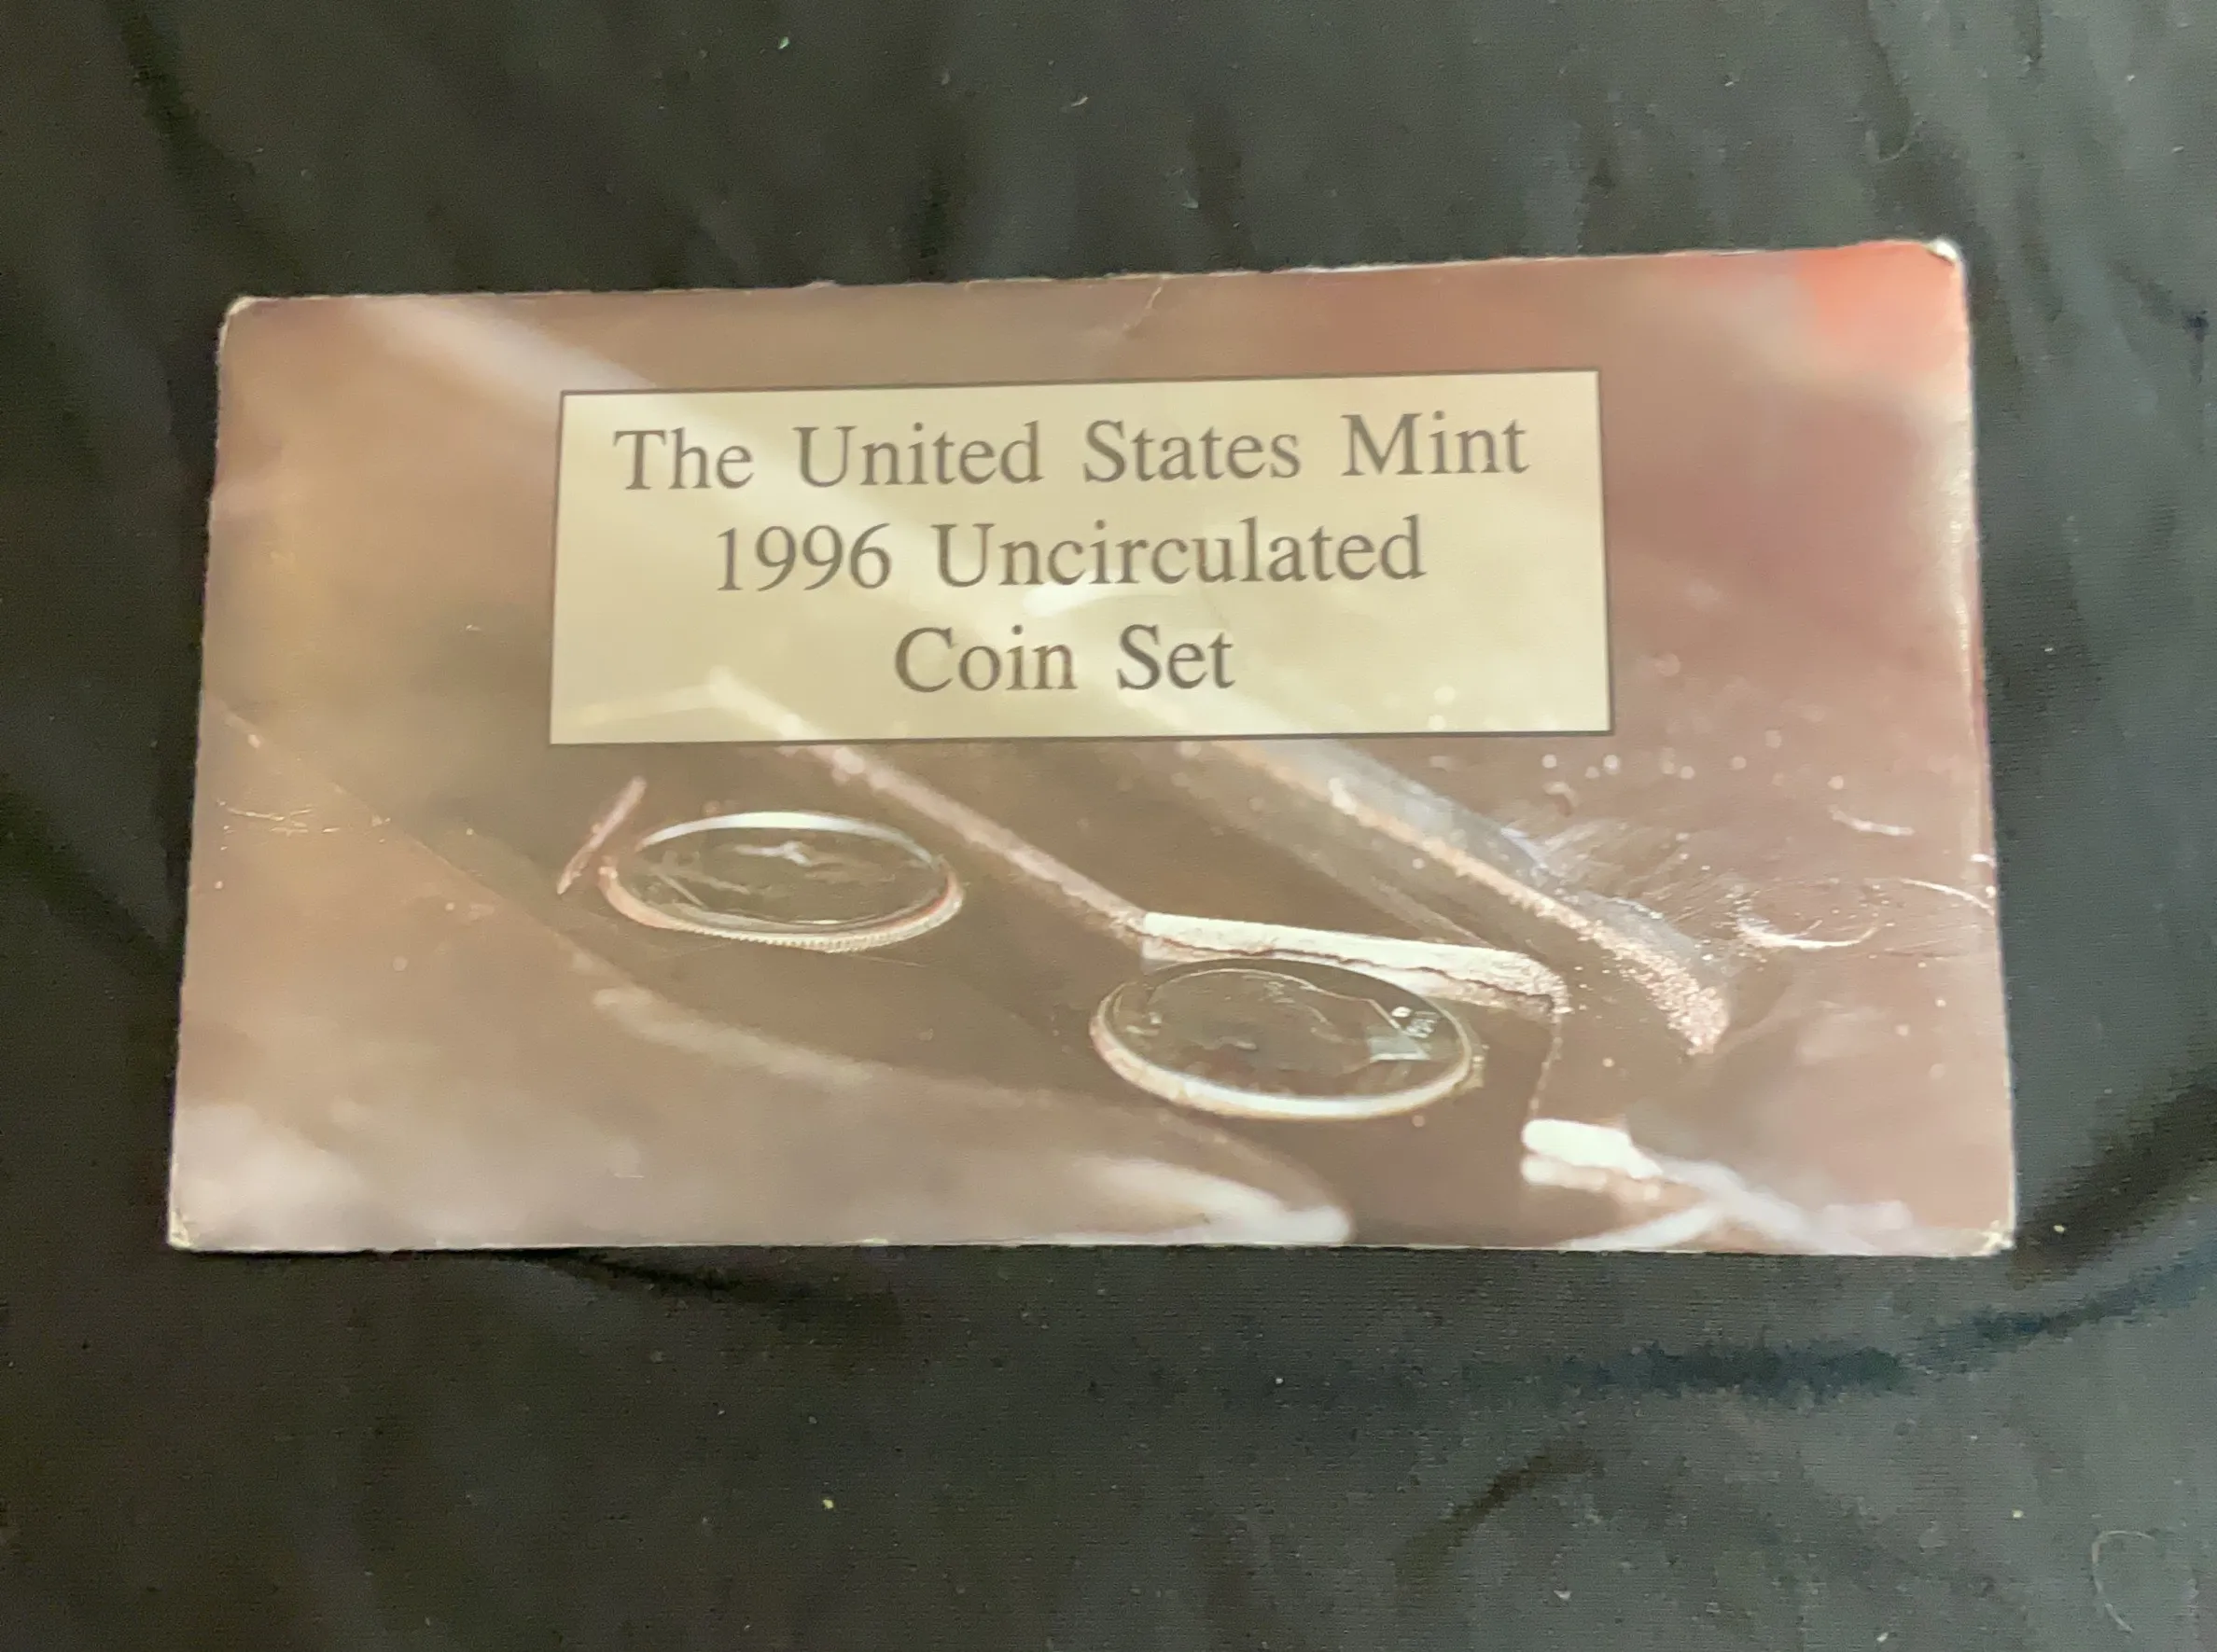 The United States Mint
1996 Uncirculated
Coin Set